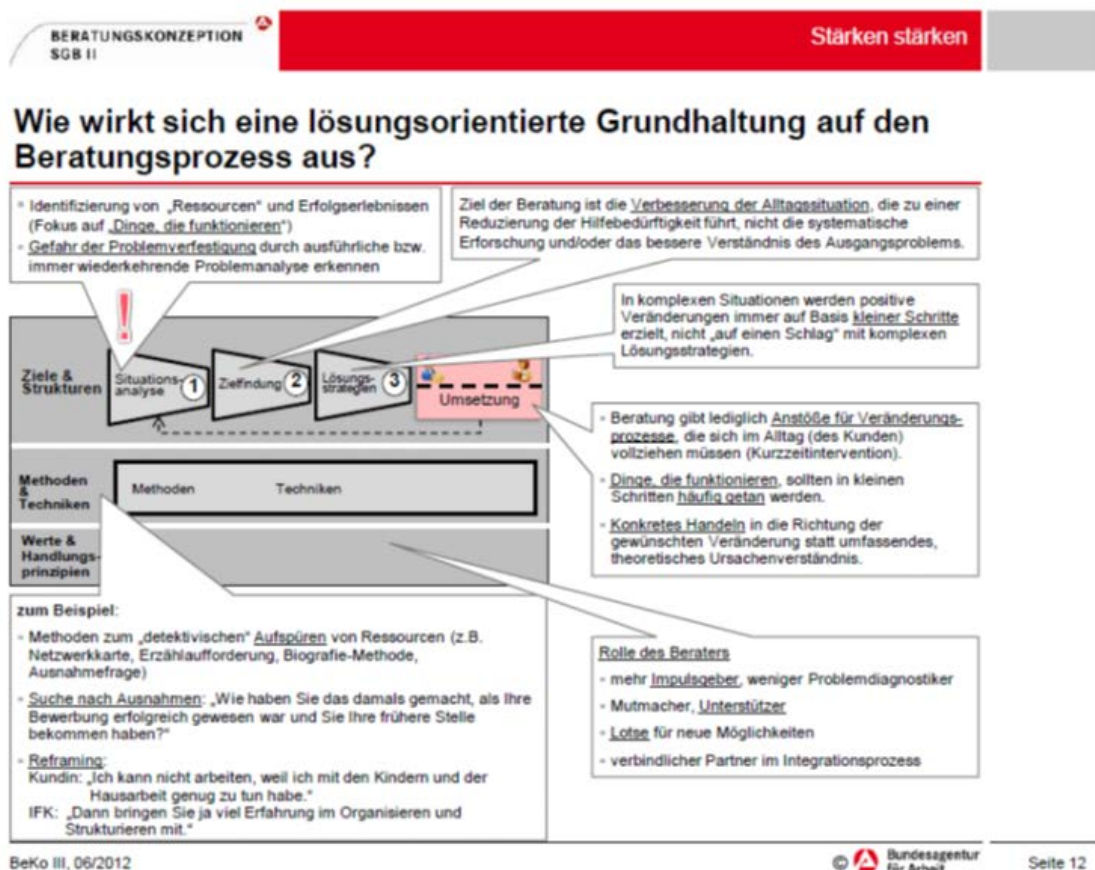 BERATUNGSKONZEPTION
SGB II
Stärken stärken
Wie wirkt sich eine lösungsorientierte Grundhaltung auf den
Beratungsprozess aus?
Identifizierung von „Ressourcen“ und Erfolgserlebnissen
(Fokus auf „Dinge, die funktionieren“)
Gefahr der Problemverfestigung durch ausführliche bzw.
immer wiederkehrende Problemanalyse erkennen
Ziel der Beratung ist die Verbesserung der Alltagssituation, die zu einer
Reduzierung der Hilfebedürftigkeit führt, nicht die systematische
Erforschung und/oder das bessere Verständnis des Ausgangsproblems.
In komplexen Situationen werden positive
Veränderungen immer auf Basis kleiner Schritte
erzielt, nicht „auf einen Schlag“ mit komplexen
Lösungsstrategien.
!
Ziele &
Strukturen
Situations-
analyse
1
Zielfindung
2
Lösungs-
strategien
3
Umsetzung
Beratung gibt lediglich Anstöße für Veränderungs-
prozesse, die sich im Alltag (des Kunden)
vollziehen müssen (Kurzzeitintervention).
Dinge, die funktionieren, sollten in kleinen
Schritten häufig getan werden.
Konkretes Handeln in die Richtung der
gewünschten Veränderung statt umfassendes,
theoretisches Ursachenverständnis.
Methoden
&
Techniken
Methoden Techniken
Werte &
Handlungs-
prinzipien
zum Beispiel:
Methoden zum „detektivischen“ Aufspüren von Ressourcen (z.B.
Netzwerkkarte, Erzählaufforderung, Biografie-Methode,
Ausnahmefrage)
Suche nach Ausnahmen: „Wie haben Sie das damals gemacht, als Ihre
Bewerbung erfolgreich gewesen war und Sie Ihre frühere Stelle
bekommen haben?“
Reframing:
Kundin: „Ich kann nicht arbeiten, weil ich mit den Kindern und der
Hausarbeit genug zu tun habe.“
IFK: „Dann bringen Sie ja viel Erfahrung im Organisieren und
Strukturieren mit.“
Rolle des Beraters
mehr Impulsgeber, weniger Problemdiagnostiker
Mutmacher, Unterstützer
Lotse für neue Möglichkeiten
verbindlicher Partner im Integrationsprozess
BeKo III, 06/2012
© Bundesagentur
für Arbeit
Seite 12